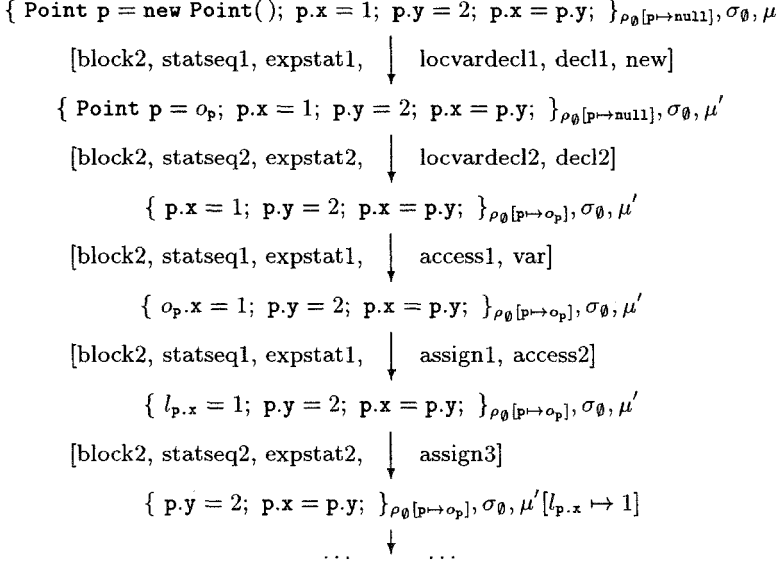 { Point p = new Point( ); p.x = 1; p.y = 2; p.x = p.y; }ρ∅[p↦null], σ∅, μ
[block2, statseq1, expstat1, locvardecl1, decl1, new]
{ Point p = oₚ; p.x = 1; p.y = 2; p.x = p.y; }ρ∅[p↦null], σ∅, μ′
[block2, statseq2, expstat2, locvardecl2, decl2]
{ p.x = 1; p.y = 2; p.x = p.y; }ρ∅[p↦oₚ], σ∅, μ′
[block2, statseq1, expstat1, access1, var]
{ oₚ.x = 1; p.y = 2; p.x = p.y; }ρ∅[p↦oₚ], σ∅, μ′
[block2, statseq1, expstat1, assign1, access2]
{ lp.x = 1; p.y = 2; p.x = p.y; }ρ∅[p↦oₚ], σ∅, μ′
[block2, statseq2, expstat2, assign3]
{ p.y = 2; p.x = p.y; }ρ∅[p↦oₚ], σ∅, μ′[lp.x ↦ 1]
... ...